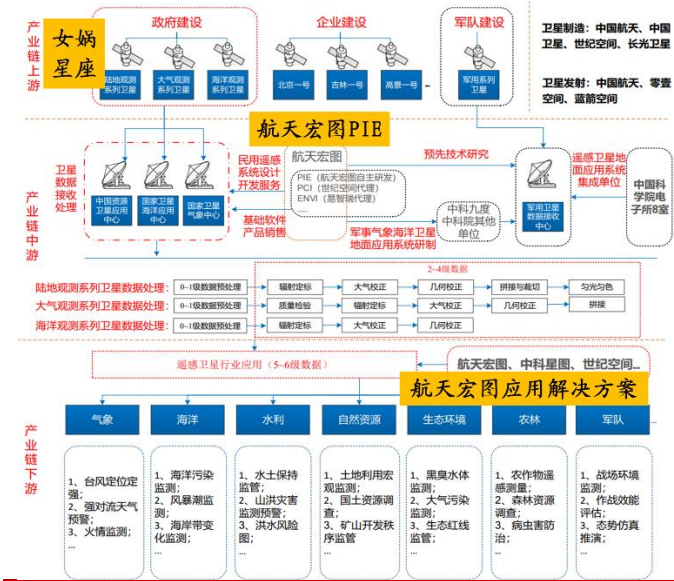 产业链上游
女娲星座
政府建设
企业建设
军队建设
陆地观测系列卫星
大气观测系列卫星
海洋观测系列卫星
北京一号
吉林一号
高景一号
军用系列卫星
卫星制造：中国航天、中国卫星、世纪空间、长光卫星
卫星发射：中国航天、零壹空间、蓝箭空间
产业链中游
航天宏图PIE
卫星数据接收处理
中国资源卫星应用中心
国家卫星海洋应用中心
国家卫星气象中心
民用遥感系统设计开发服务
基础软件产品销售
航天宏图
PIE（航天宏图自主研发）
PCI（世纪空间代理）
ENVI（易智瑞代理）
....
预先技术研究
军事气象海洋卫星地面应用系统研制
中科九度
中科院其他单位
军用卫星数据接收中心
遥感卫星地面应用系统集成单位
中国科学院电子所8室
2~4级数据
陆地观测系列卫星数据处理： 0~1级数据预处理 辐射定标 大气校正 几何校正 拼接与裁切 匀光匀色
大气观测系列卫星数据处理： 0~1级数据预处理 质量检验 辐射定标 大气校正 几何校正 拼接
海洋观测系列卫星数据处理： 0~1级数据预处理 辐射定标 大气校正 几何校正
产业链下游
遥感卫星行业应用（5~6级数据）
航天宏图、中科星图、世纪空间...
航天宏图应用解决方案
气象 海洋 水利 自然资源 生态环境 农林 军队 ...
1、台风定位定强；
2、强对流天气预警；
3、火情监测；
...
1、海洋污染监测；
2、风暴潮监测；
3、海岸带变化监测；
...
1、水土保持监管；
2、山洪灾害监测预警；
3、洪水风险图；
...
1、土地利用宏观监测；
2、国土资源调查；
3、矿山开发秩序监管
...
1、黑臭水体监测；
2、大气污染监测；
3、生态红线监管；
...
1、农作物遥感测量；
2、森林资源调查；
3、病虫害防治；
...
1、战场环境监测；
2、作战效能评估；
3、态势仿真推演；
...